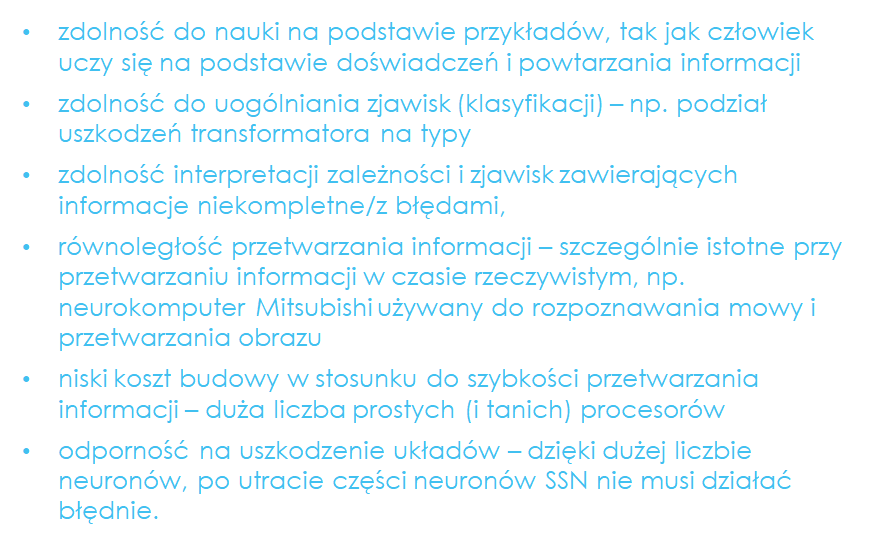 • zdolność do nauki na podstawie przykładów, tak jak człowiek
uczy się na podstawie doświadczeń i powtarzania informacji
• zdolność do uogólniania zjawisk (klasyfikacji) – np. podział
uszkodzeń transformatora na typy
• zdolność interpretacji zależności i zjawisk zawierających
informacje niekompletne/z błędami,
• równoległość przetwarzania informacji – szczególnie istotne przy
przetwarzaniu informacji w czasie rzeczywistym, np.
neurokomputer Mitsubishi używany do rozpoznawania mowy i
przetwarzania obrazu
• niski koszt budowy w stosunku do szybkości przetwarzania
informacji – duża liczba prostych (i tanich) procesorów
• odporność na uszkodzenie układów – dzięki dużej liczbie
neuronów, po utracie części neuronów SSN nie musi działać
błędnie.